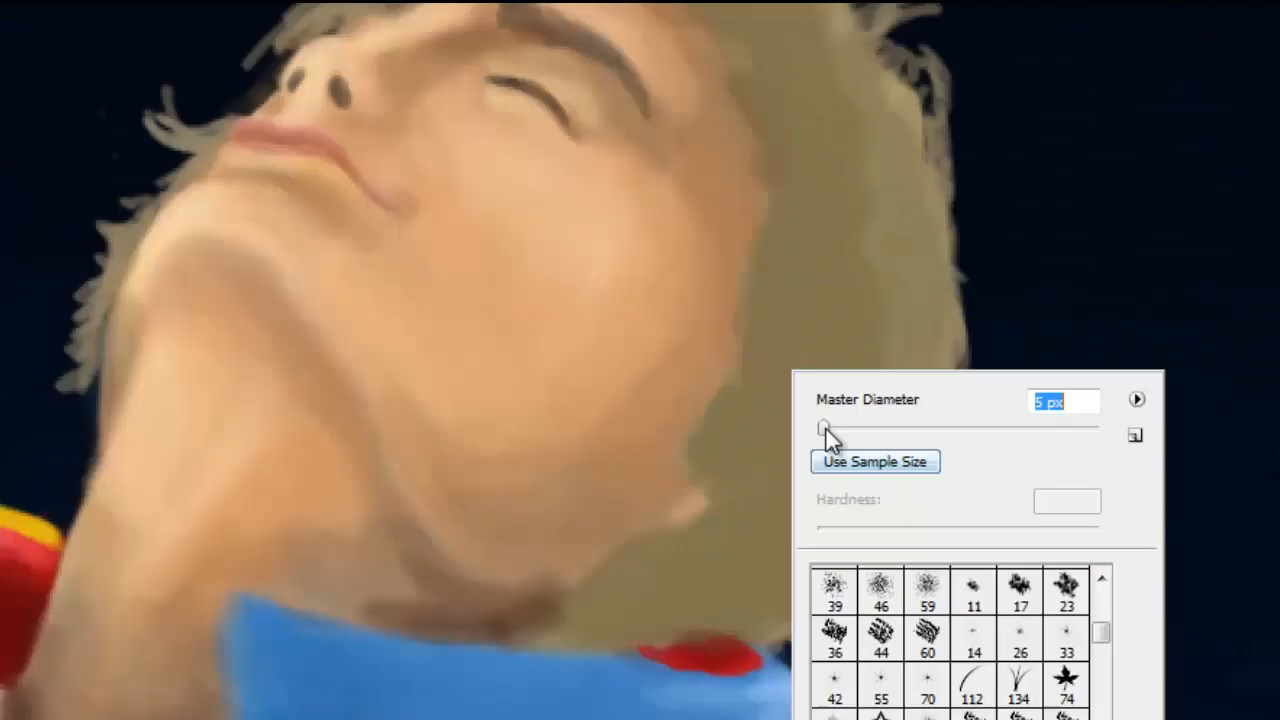 Master Diameter 5 px
Use Sample Size
Hardness:
39 46 59 11 17 23
36 44 60 14 26 33
42 55 70 112 134 74